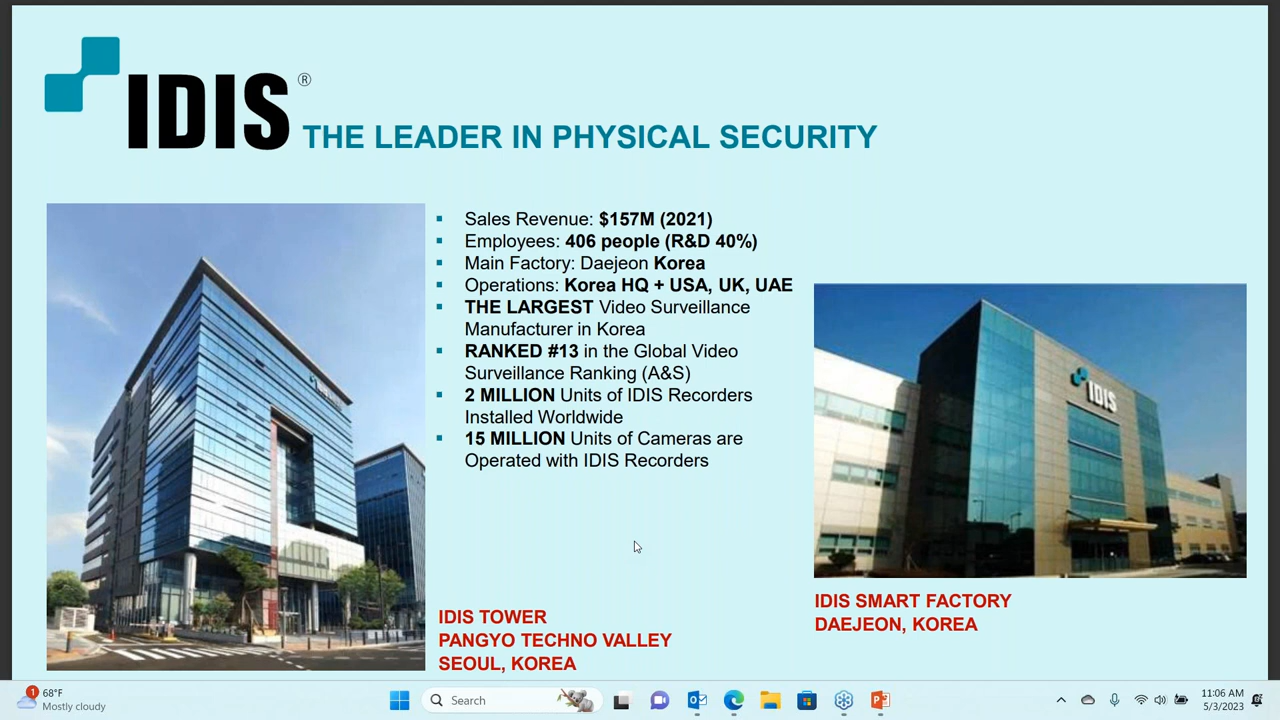 IDIS®
THE LEADER IN PHYSICAL SECURITY
▪ Sales Revenue: $157M (2021)
▪ Employees: 406 people (R&D 40%)
▪ Main Factory: Daejeon Korea
▪ Operations: Korea HQ + USA, UK, UAE
▪ THE LARGEST Video Surveillance
Manufacturer in Korea
▪ RANKED #13 in the Global Video
Surveillance Ranking (A&S)
▪ 2 MILLION Units of IDIS Recorders
Installed Worldwide
▪ 15 MILLION Units of Cameras are
Operated with IDIS Recorders
IDIS
IDIS TOWER
PANGYO TECHNO VALLEY
SEOUL, KOREA
IDIS SMART FACTORY
DAEJEON, KOREA
1
68°F
Mostly cloudy
Search
11:06 AM
5/3/2023